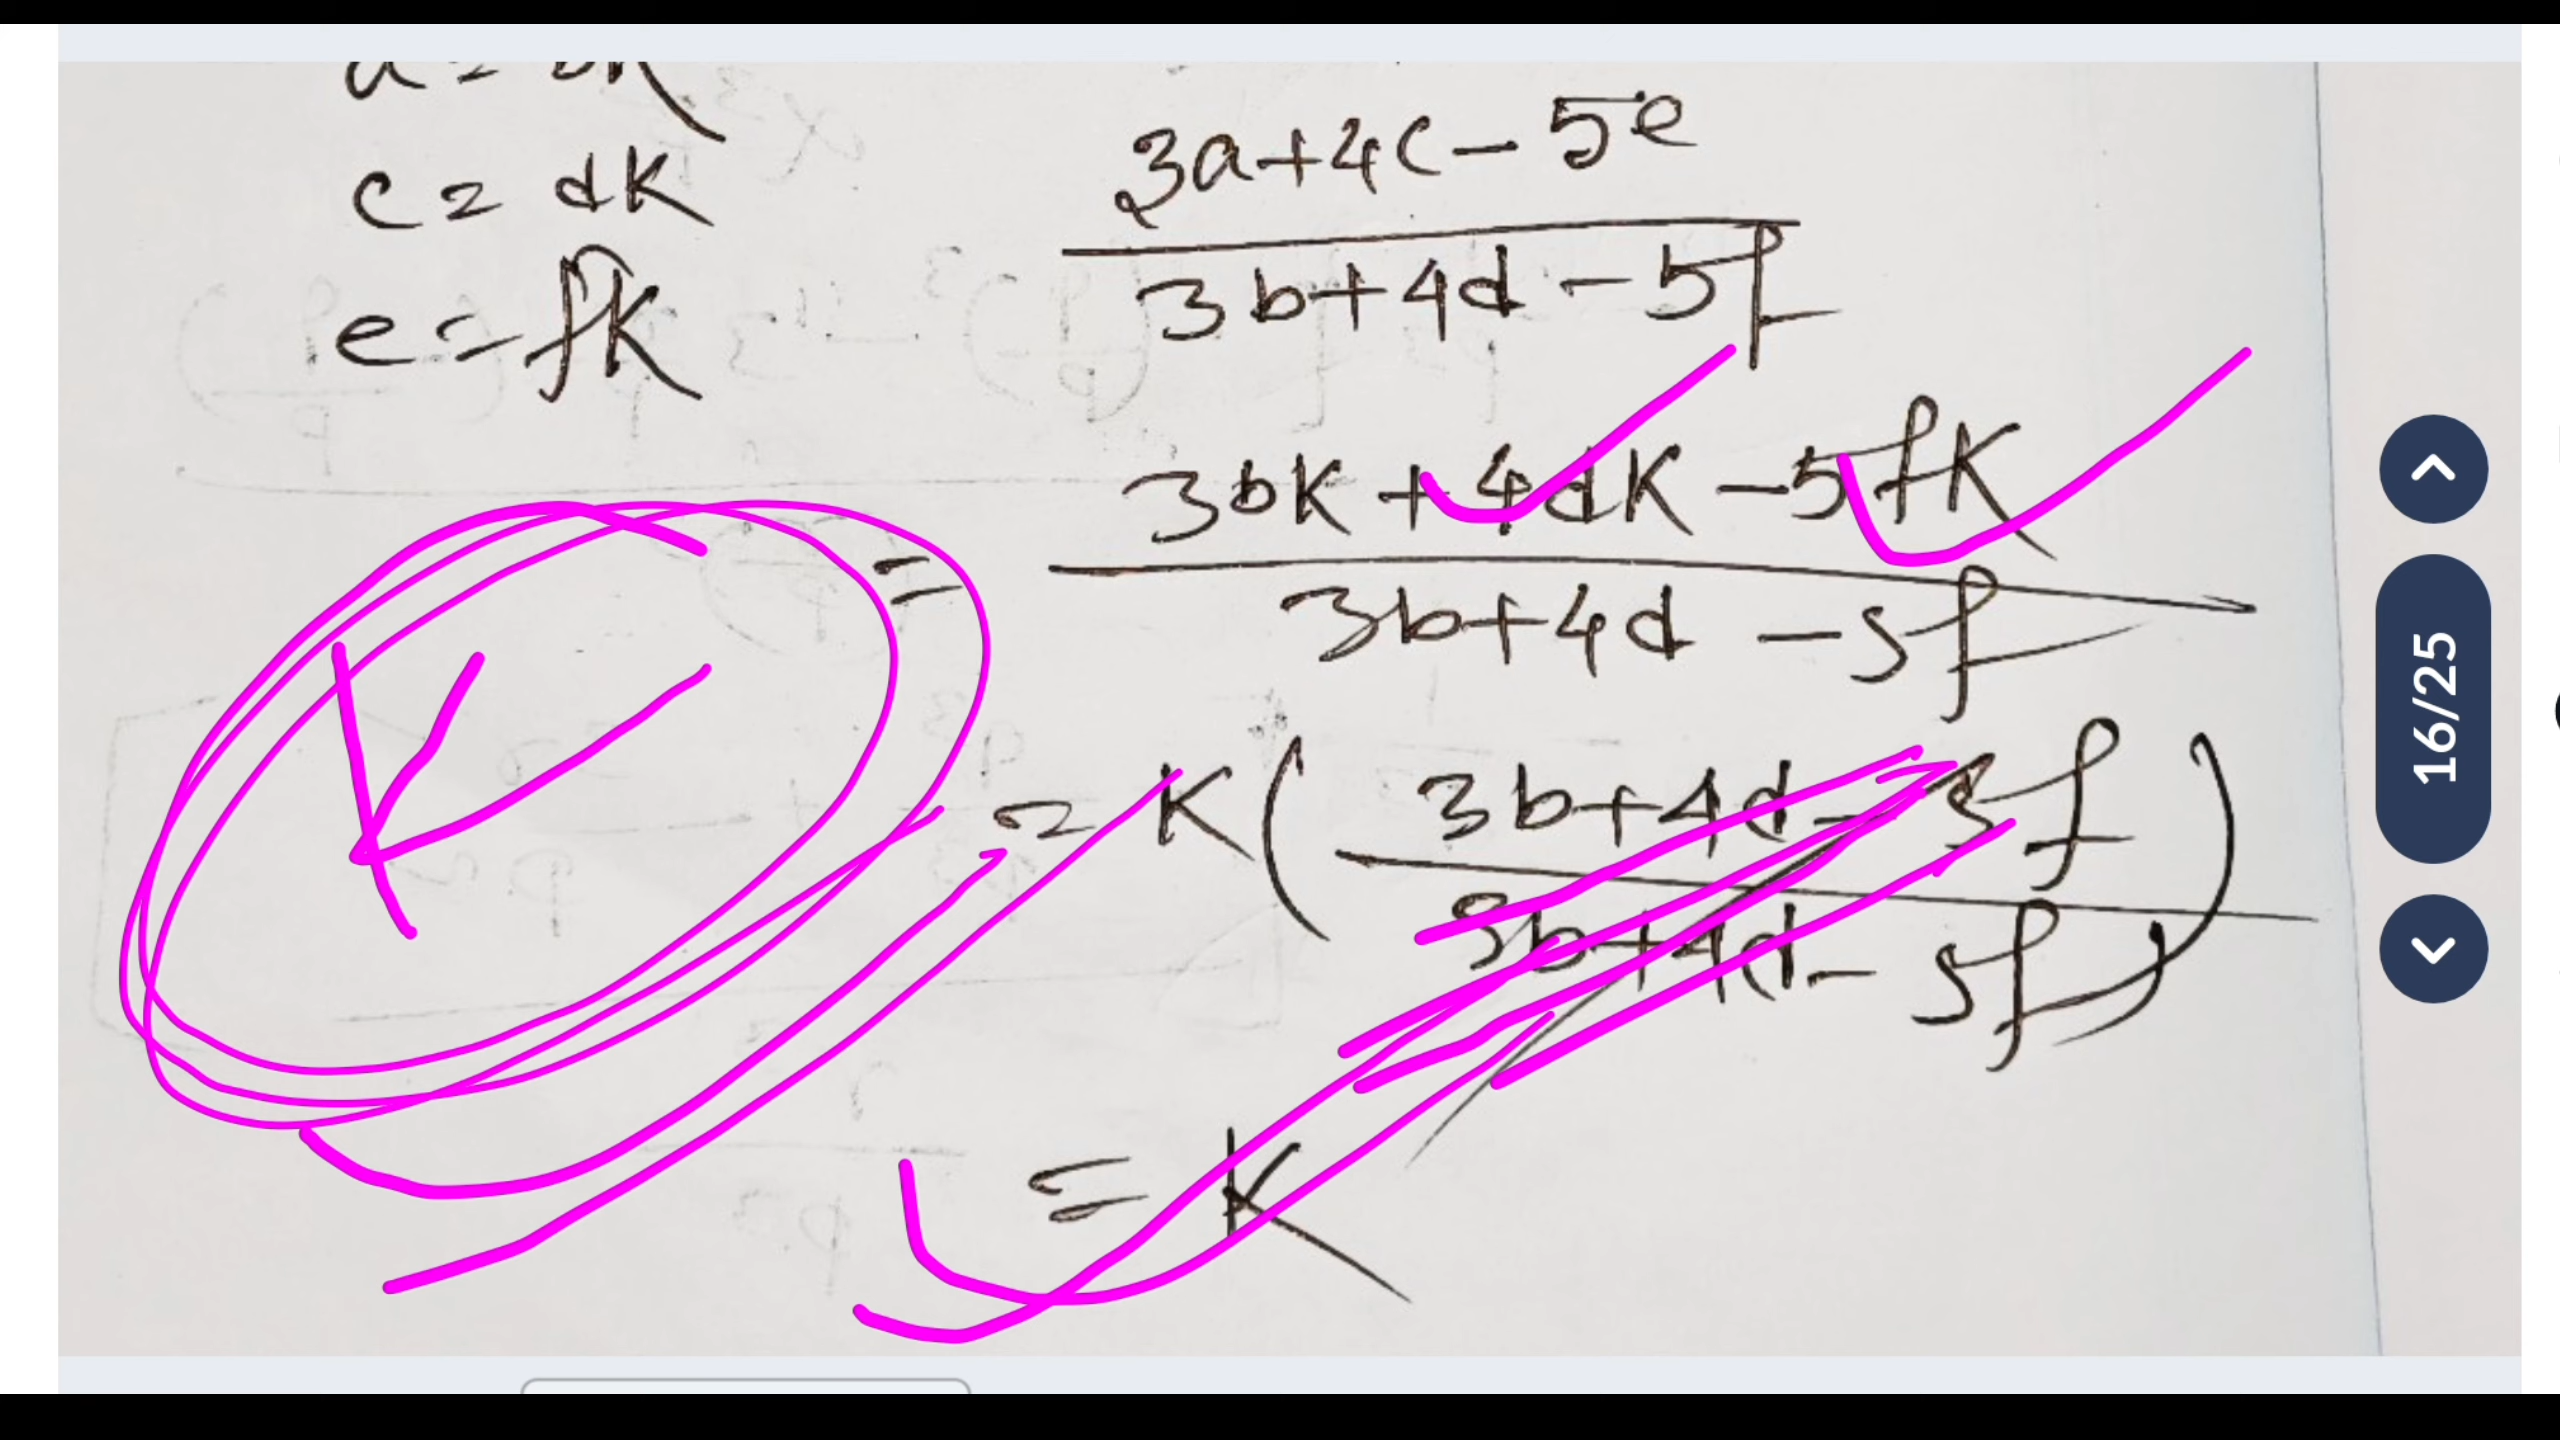 c = dK
e = fK
3a+4c-5e
3b+4d-5f
= 3bK+4dK-5fK
3b+4d-5f
= K(3b+4d-5f
3b+4d-5f)
= K
K
16/25